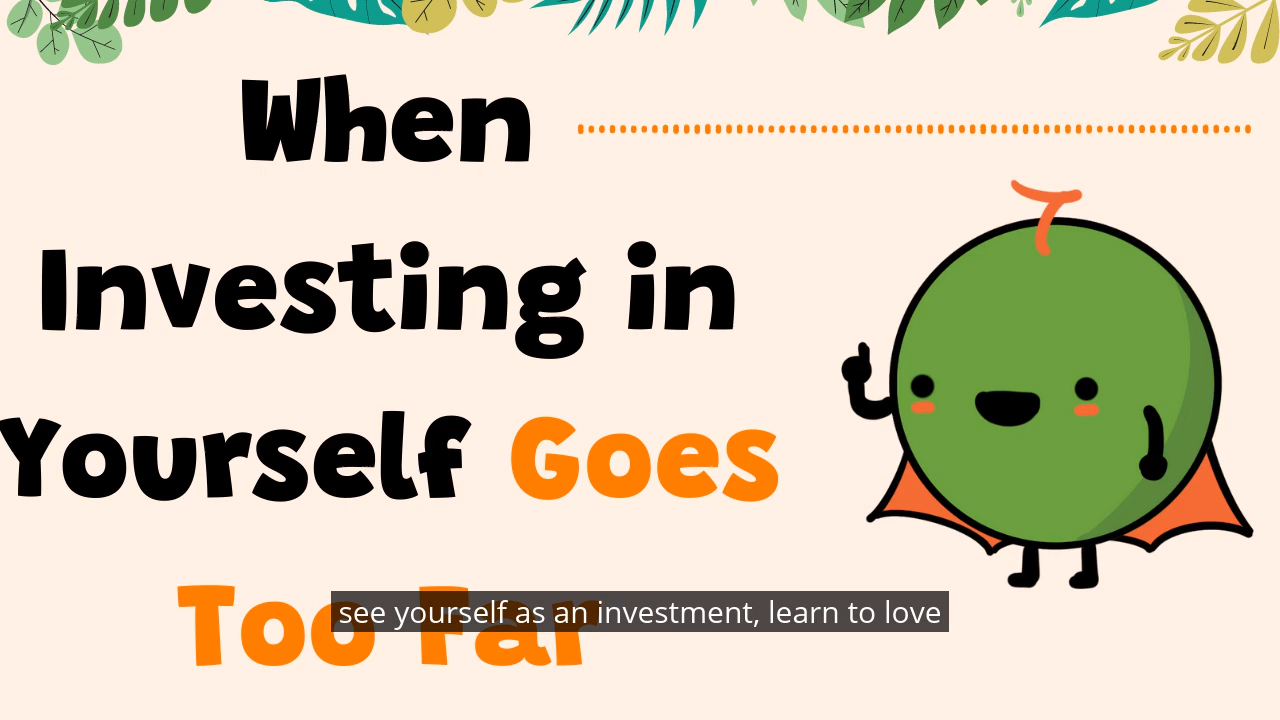 When
Investing in
Yourself Goes
Too Far
see yourself as an investment, learn to love